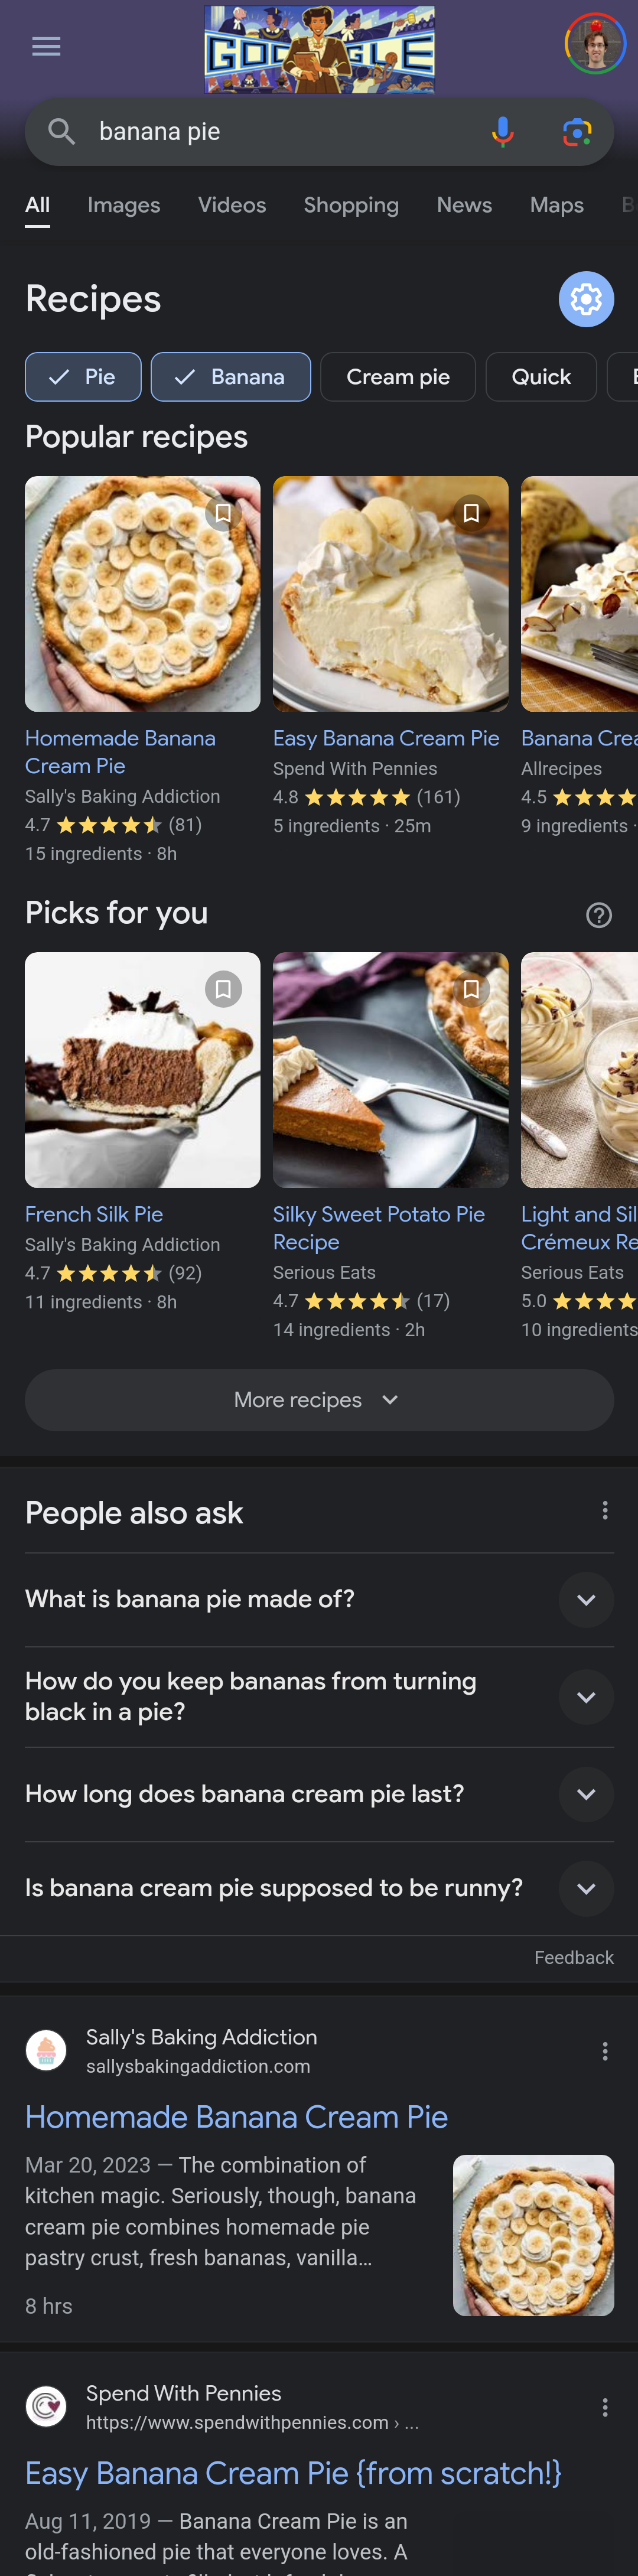 GOOGLE
banana pie
All Images Videos Shopping News Maps B
Recipes
Pie Banana Cream pie Quick
Popular recipes
Homemade Banana Cream Pie
Sally's Baking Addiction
4.7 (81)
15 ingredients · 8h
Easy Banana Cream Pie
Spend With Pennies
4.8 (161)
5 ingredients · 25m
Banana Crea
Allrecipes
4.5
9 ingredients ·
Picks for you
French Silk Pie
Sally's Baking Addiction
4.7 (92)
11 ingredients · 8h
Silky Sweet Potato Pie
Recipe
Serious Eats
4.7 (17)
14 ingredients · 2h
Light and Sil
Crémeux Re
Serious Eats
5.0
10 ingredients
More recipes
People also ask
What is banana pie made of?
How do you keep bananas from turning
black in a pie?
How long does banana cream pie last?
Is banana cream pie supposed to be runny?
Feedback
Sally's Baking Addiction
sallysbakingaddiction.com
Homemade Banana Cream Pie
Mar 20, 2023 — The combination of
kitchen magic. Seriously, though, banana
cream pie combines homemade pie
pastry crust, fresh bananas, vanilla...
8 hrs
Spend With Pennies
https://www.spendwithpennies.com › ...
Easy Banana Cream Pie {from scratch!}
Aug 11, 2019 — Banana Cream Pie is an
old-fashioned pie that everyone loves. A